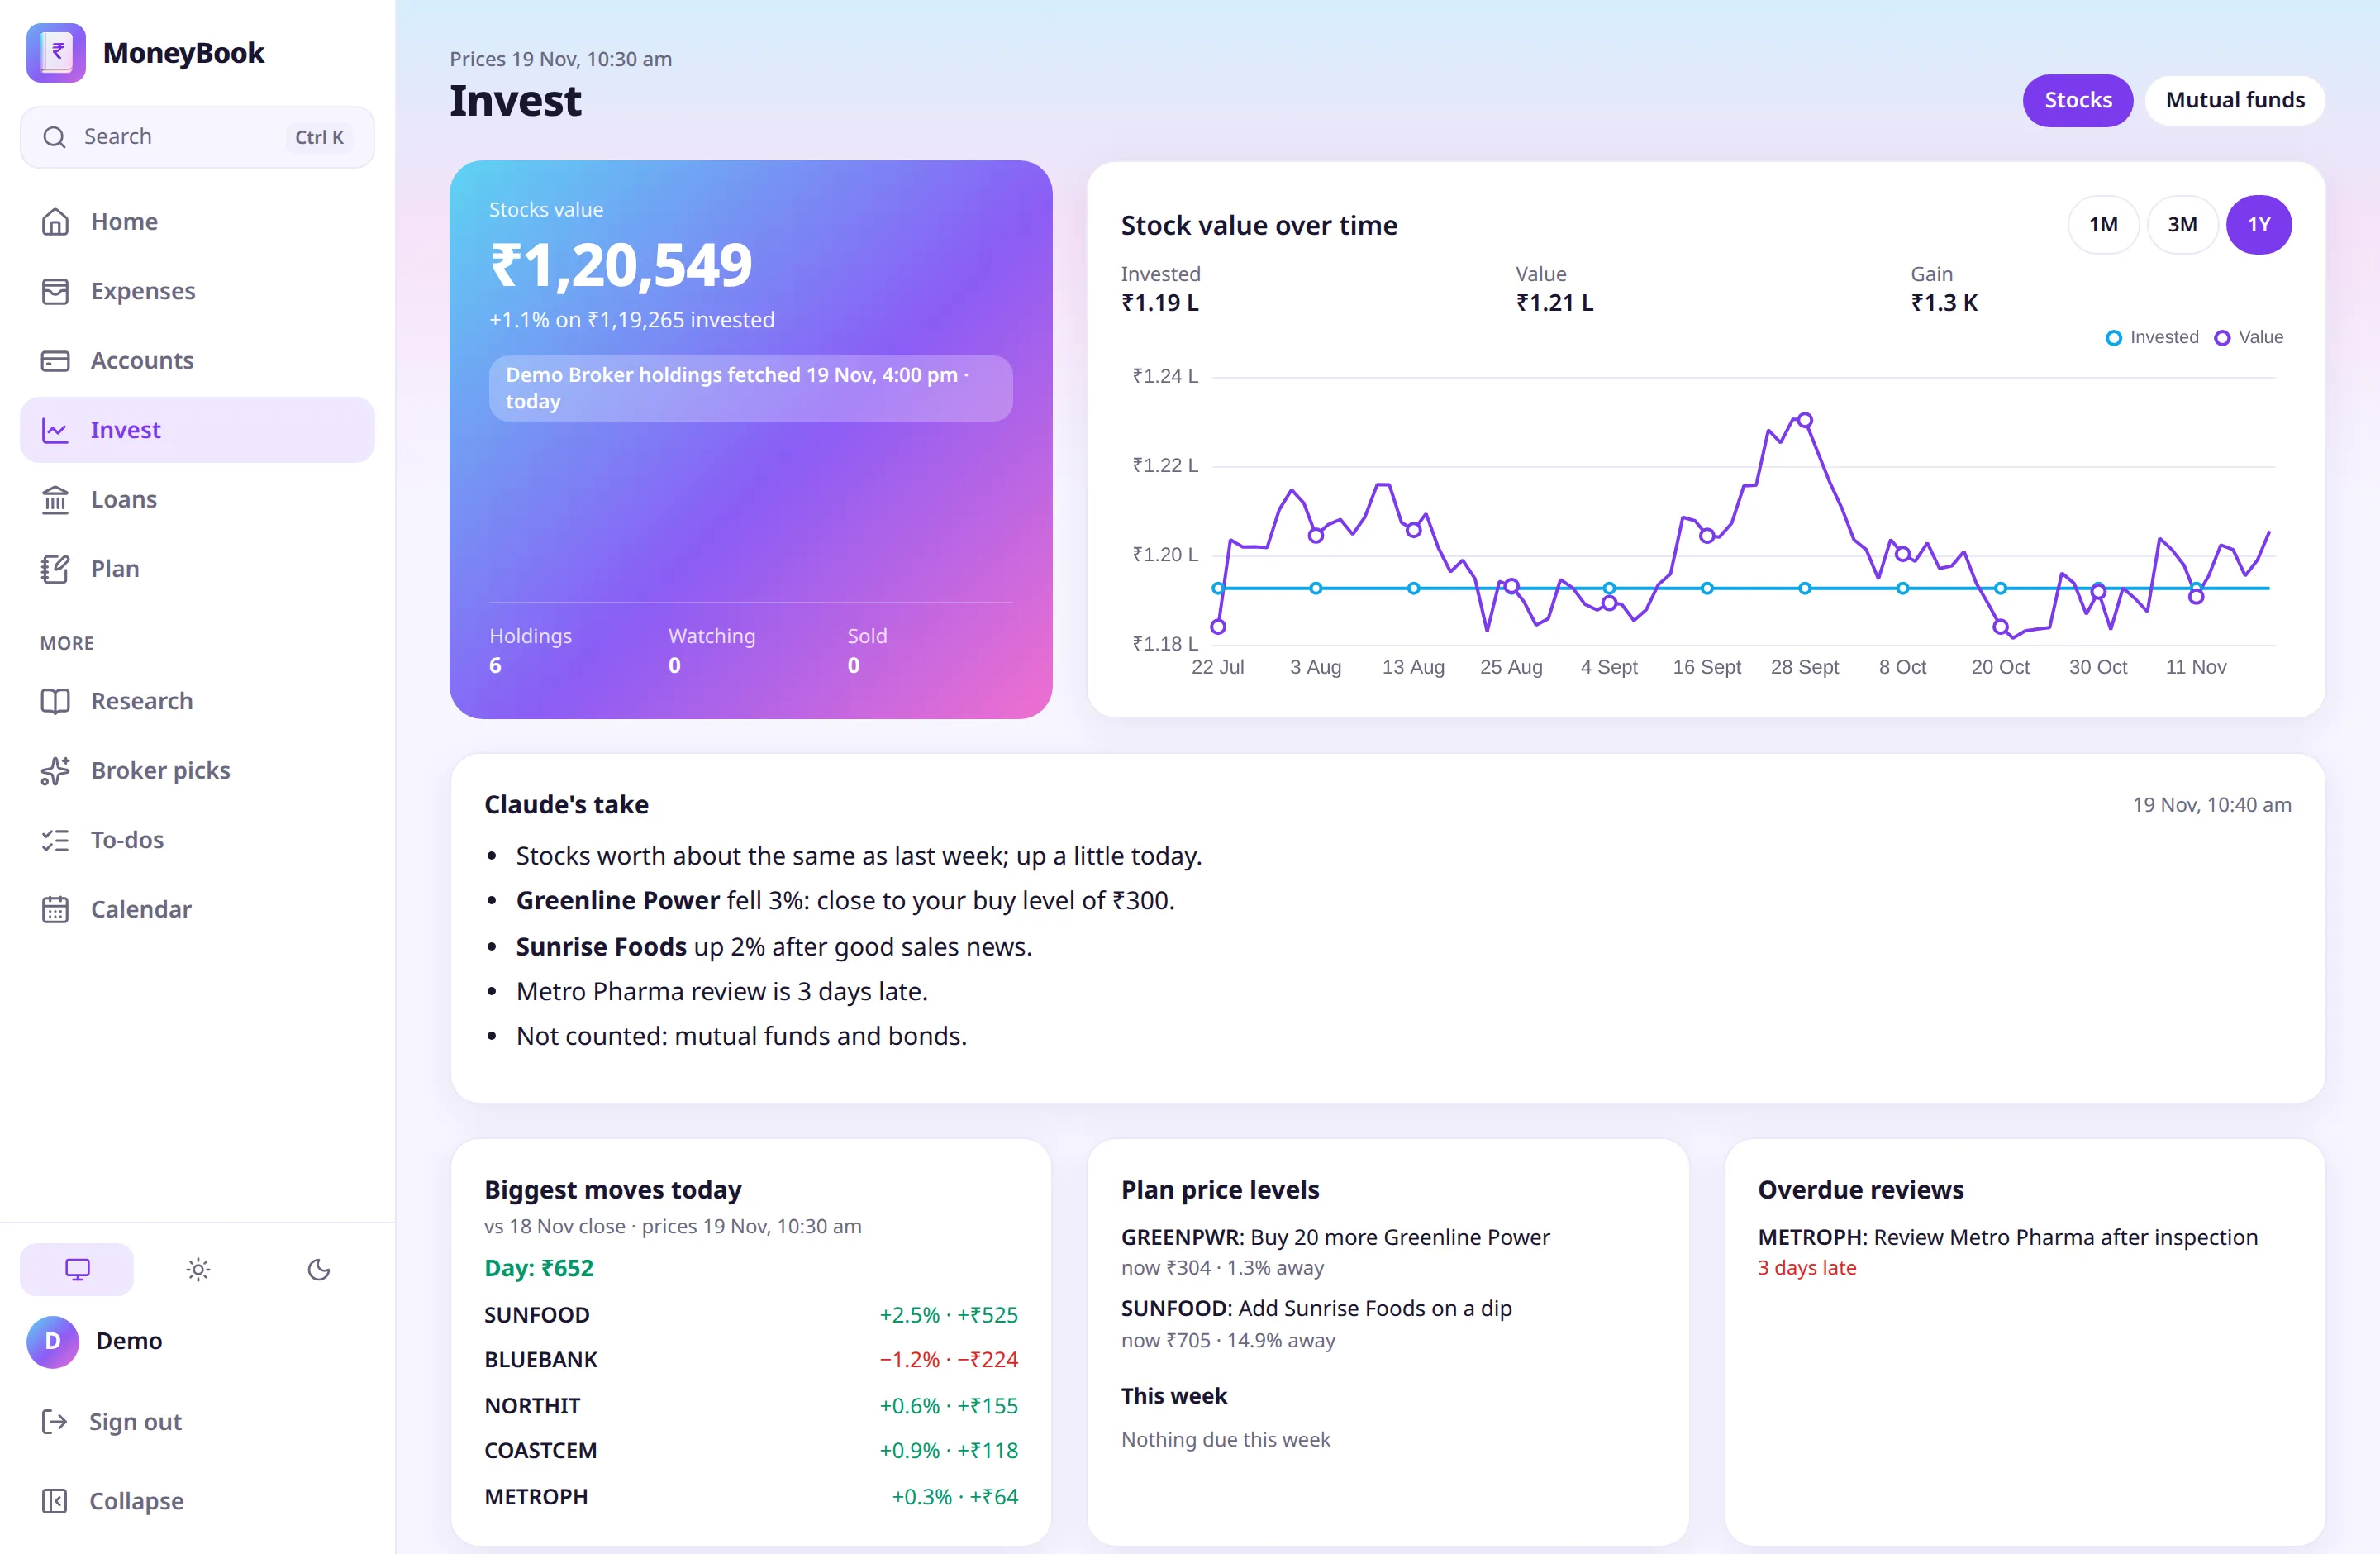 ₹
MoneyBook
Search
Ctrl K
Home
Expenses
Accounts
Invest
Loans
Plan
MORE
Research
Broker picks
To-dos
Calendar
D
Demo
Sign out
Collapse
Prices 19 Nov, 10:30 am
Invest
Stocks
Mutual funds
Stocks value
₹1,20,549
+1.1% on ₹1,19,265 invested
Demo Broker holdings fetched 19 Nov, 4:00 pm ·
today
Holdings
6
Watching
0
Sold
0
Stock value over time
1M
3M
1Y
Invested
₹1.19 L
Value
₹1.21 L
Gain
₹1.3 K
Invested
Value
₹1.24 L
₹1.22 L
₹1.20 L
₹1.18 L
22 Jul
3 Aug
13 Aug
25 Aug
4 Sept
16 Sept
28 Sept
8 Oct
20 Oct
30 Oct
11 Nov
Claude's take
19 Nov, 10:40 am
• Stocks worth about the same as last week; up a little today.
• Greenline Power fell 3%: close to your buy level of ₹300.
• Sunrise Foods up 2% after good sales news.
• Metro Pharma review is 3 days late.
• Not counted: mutual funds and bonds.
Biggest moves today
vs 18 Nov close · prices 19 Nov, 10:30 am
Day: ₹652
SUNFOOD +2.5% · +₹525
BLUEBANK −1.2% · −₹224
NORTHIT +0.6% · +₹155
COASTCEM +0.9% · +₹118
METROPH +0.3% · +₹64
Plan price levels
GREENPWR: Buy 20 more Greenline Power
now ₹304 · 1.3% away
SUNFOOD: Add Sunrise Foods on a dip
now ₹705 · 14.9% away
This week
Nothing due this week
Overdue reviews
METROPH: Review Metro Pharma after inspection
3 days late